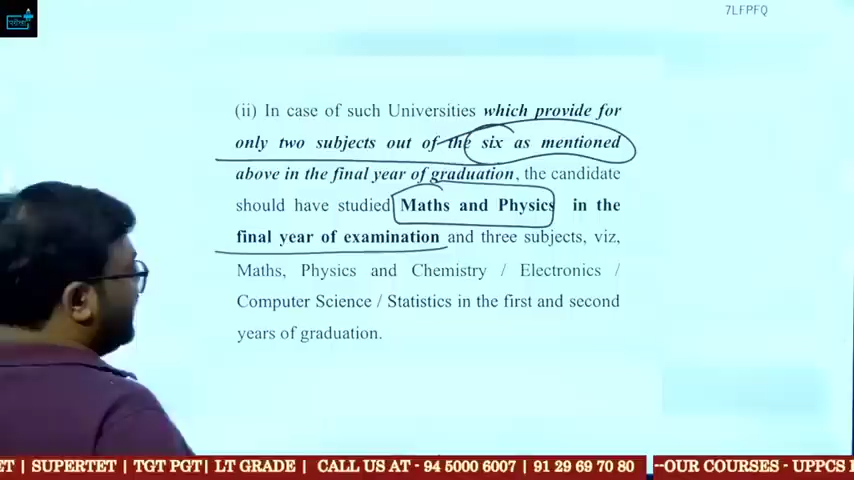 7LFPFQ
(ii) In case of such Universities which provide for
only two subjects out of the six as mentioned
above in the final year of graduation, the candidate
should have studied Maths and Physics in the
final year of examination and three subjects, viz,
Maths, Physics and Chemistry / Electronics /
Computer Science / Statistics in the first and second
years of graduation.
ET | SUPERTET | TGT PGT| LT GRADE | CALL US AT - 94 5000 6007 | 91 29 69 70 80 --OUR COURSES - UPPCS